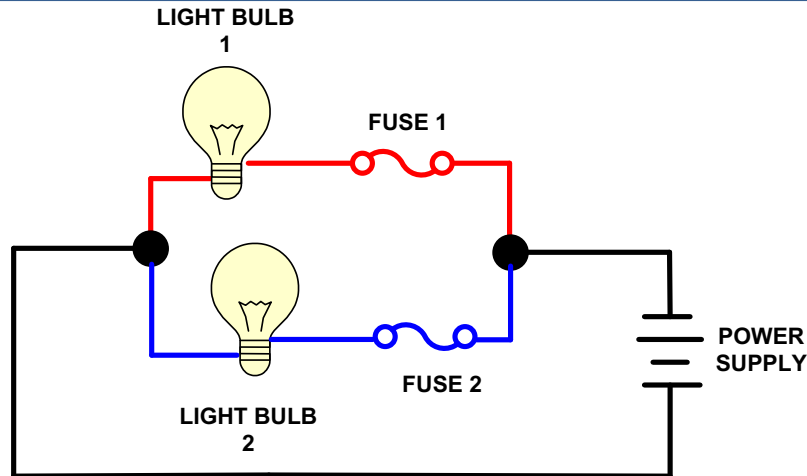 LIGHT BULB
1
FUSE 1
POWER
SUPPLY
FUSE 2
LIGHT BULB
2